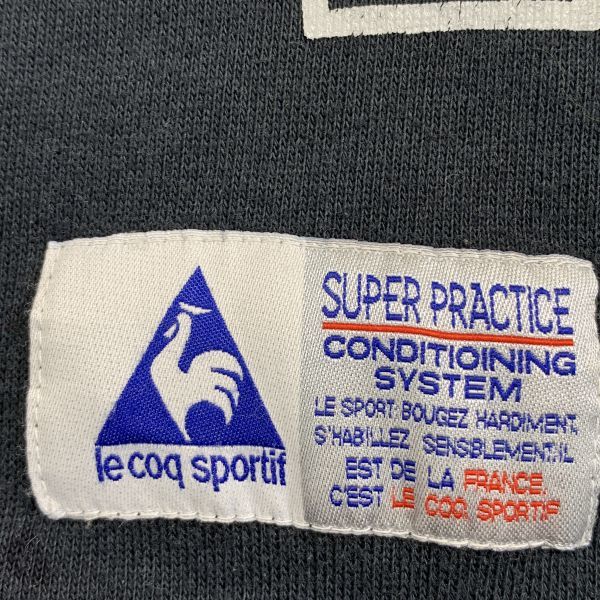 le coq sportif
SUPER PRACTICE
CONDITIOINING
SYSTEM
LE SPORT: BOUGEZ HARDIMENT,
S'HABILLEZ SENSBLEMENT.IL
EST DE LA FRANCE,
C'EST LE COQ SPORTIF